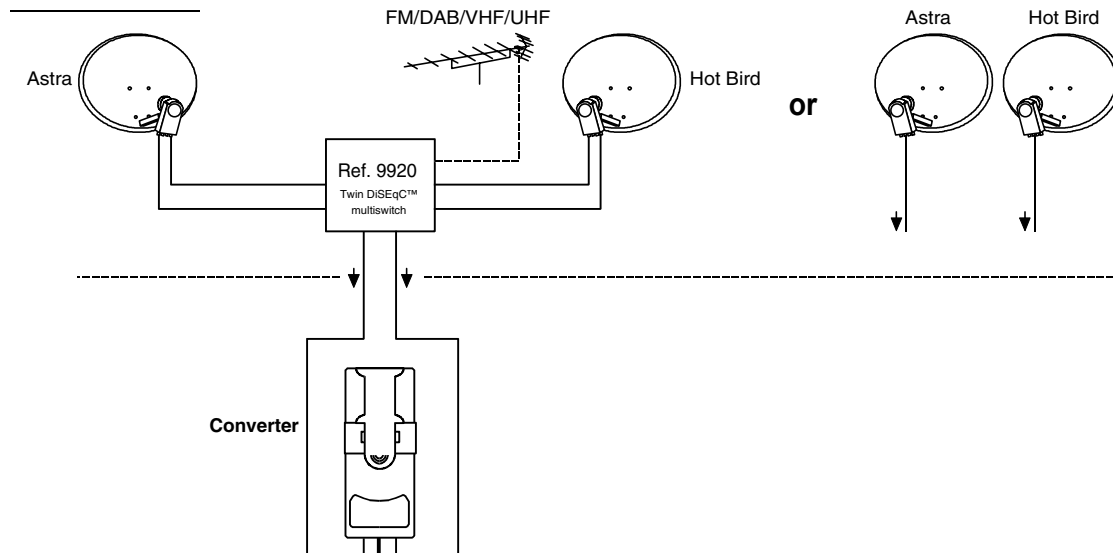 FM/DAB/VHF/UHF
Astra
Hot Bird
or
Astra
Hot Bird
Ref. 9920
Twin DiSEqC™
multiswitch
Converter